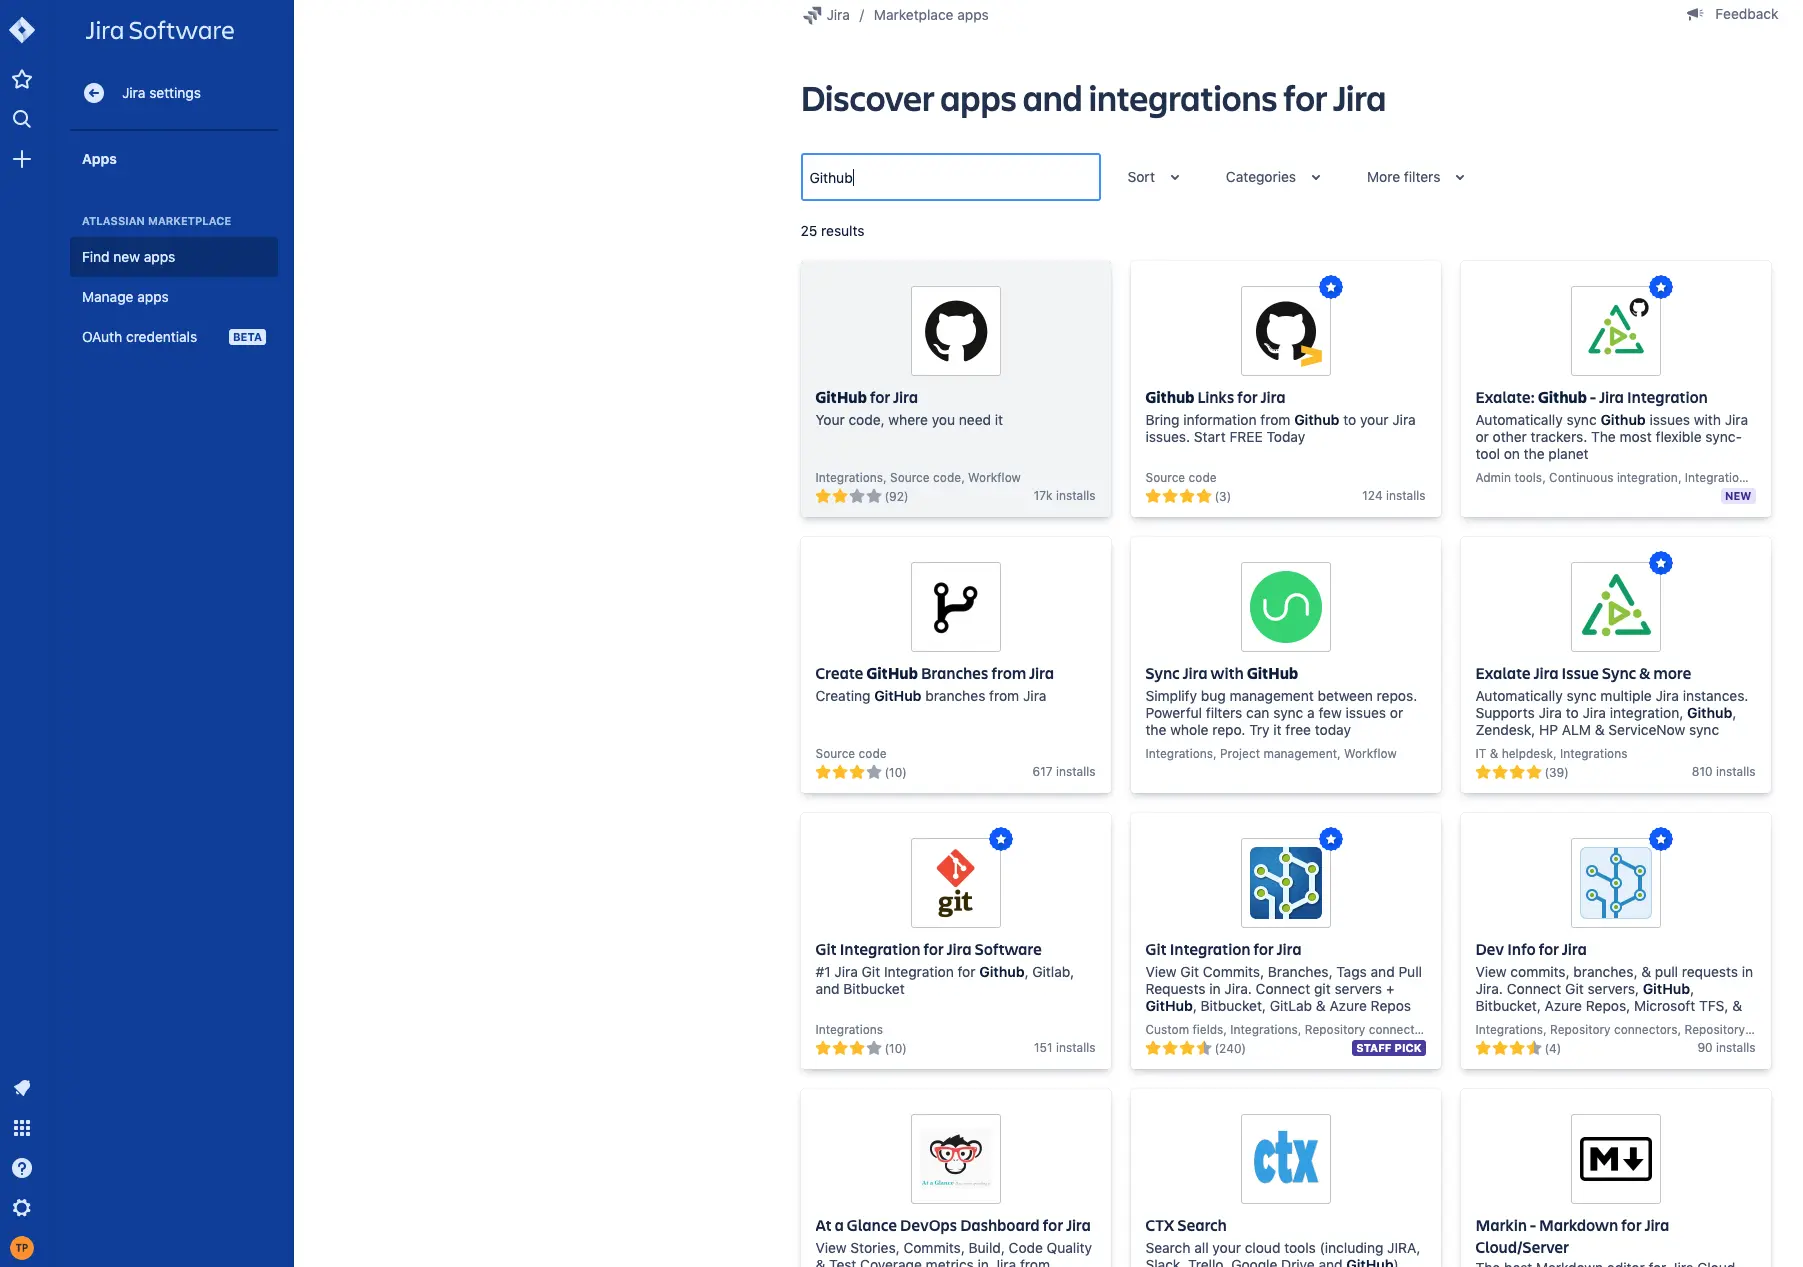 Jira Software
Jira settings
Apps
ATLASSIAN MARKETPLACE
Find new apps
Manage apps
OAuth credentials BETA
TP
Jira / Marketplace apps
Feedback
Discover apps and integrations for Jira
Github
Sort
Categories
More filters
25 results
GitHub for Jira
Your code, where you need it
Integrations, Source code, Workflow
(92) 17k installs
Github Links for Jira
Bring information from Github to your Jira
issues. Start FREE Today
Source code
(3) 124 installs
Exalate: Github - Jira Integration
Automatically sync Github issues with Jira
or other trackers. The most flexible sync-
tool on the planet
Admin tools, Continuous integration, Integratio...
NEW
Create GitHub Branches from Jira
Creating GitHub branches from Jira
Source code
(10) 617 installs
Sync Jira with GitHub
Simplify bug management between repos.
Powerful filters can sync a few issues or
the whole repo. Try it free today
Integrations, Project management, Workflow
Exalate Jira Issue Sync & more
Automatically sync multiple Jira instances.
Supports Jira to Jira integration, Github,
Zendesk, HP ALM & ServiceNow sync
IT & helpdesk, Integrations
(39) 810 installs
git
Git Integration for Jira Software
#1 Jira Git Integration for Github, Gitlab,
and Bitbucket
Integrations
(10) 151 installs
Git Integration for Jira
View Git Commits, Branches, Tags and Pull
Requests in Jira. Connect git servers +
GitHub, Bitbucket, GitLab & Azure Repos
Custom fields, Integrations, Repository connect...
(240) STAFF PICK
Dev Info for Jira
View commits, branches, & pull requests in
Jira. Connect Git servers, GitHub,
Bitbucket, Azure Repos, Microsoft TFS, &
Integrations, Repository connectors, Repository...
(4) 90 installs
At a Glance
At a Glance DevOps Dashboard for Jira
View Stories, Commits, Build, Code Quality
& Test Coverage metrics in Jira from
ctx
CTX Search
Search all your cloud tools (including JIRA,
Slack, Trello, Google Drive and GitHub)
M
Markin - Markdown for Jira
Cloud/Server
The best Markdown editor for Jira Cloud